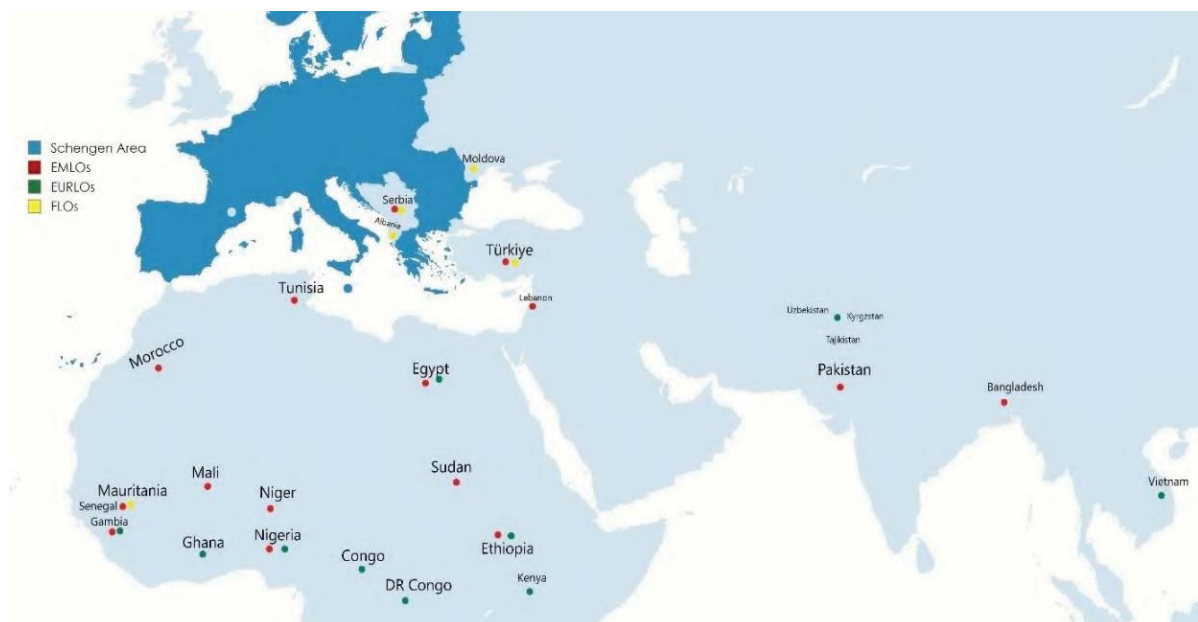 Schengen Area
EMLOs
EURLOs
FLOs
Moldova
Serbia
Albania
Türkiye
Tunisia
Lebanon
Uzbekistan
Kyrgzstan
Tajikistan
Morocco
Egypt
Pakistan
Bangladesh
Mali
Sudan
Mauritania
Niger
Vietnam
Senegal
Gambia
Ghana
Nigeria
Ethiopia
Congo
DR Congo
Kenya